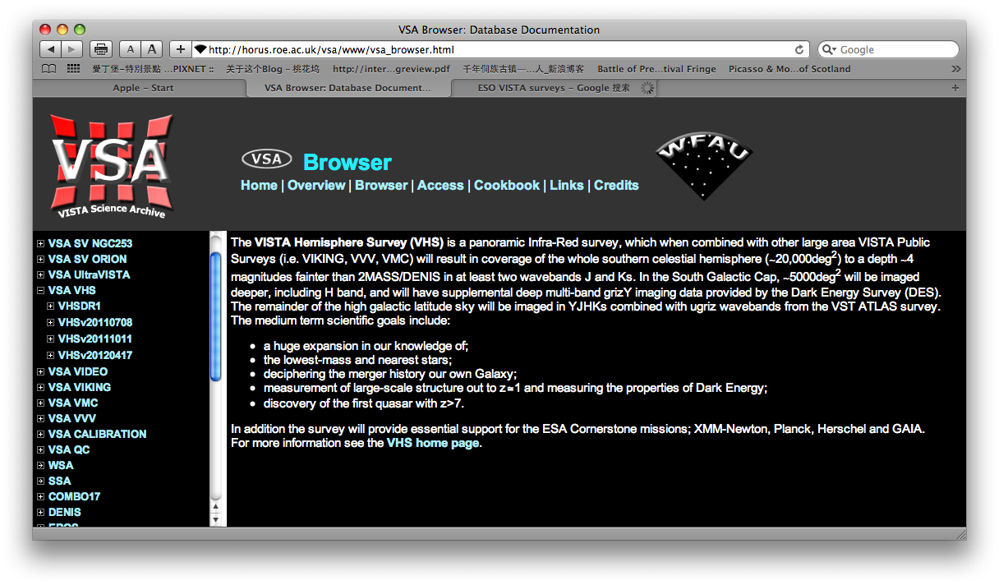 VSA Browser: Database Documentation
A A + http://horus.roe.ac.uk/vsa/www/vsa_browser.html Google
愛丁堡–特別景點 ...PIXNET :: 关于这个Blog – 桃花坞 http://inter...greview.pdf 千年侗族古镇—...人_新浪博客 Battle of Pre...tival Fringe Picasso & Mo...of Scotland >>
Apple – Start VSA Browser: Database Document... ESO VISTA surveys – Google 搜索 +
VSA
VISTA Science Archive
VSA Browser
WFAU
Home | Overview | Browser | Access | Cookbook | Links | Credits
VSA SV NGC253
VSA SV ORION
VSA UltraVISTA
VSA VHS
VHSDR1
VHSv20110708
VHSv20111011
VHSv20120417
VSA VIDEO
VSA VIKING
VSA VMC
VSA VVV
VSA CALIBRATION
VSA QC
WSA
SSA
COMBO17
DENIS
The VISTA Hemisphere Survey (VHS) is a panoramic Infra-Red survey, which when combined with other large area VISTA Public
Surveys (i.e. VIKING, VVV, VMC) will result in coverage of the whole southern celestial hemisphere (~20,000deg²) to a depth ~4
magnitudes fainter than 2MASS/DENIS in at least two wavebands J and Ks. In the South Galactic Cap, ~5000deg² will be imaged
deeper, including H band, and will have supplemental deep multi-band grizY imaging data provided by the Dark Energy Survey (DES).
The remainder of the high galactic latitude sky will be imaged in YJHKs combined with ugriz wavebands from the VST ATLAS survey.
The medium term scientific goals include:
• a huge expansion in our knowledge of;
• the lowest-mass and nearest stars;
• deciphering the merger history our own Galaxy;
• measurement of large-scale structure out to z≃1 and measuring the properties of Dark Energy;
• discovery of the first quasar with z>7.
In addition the survey will provide essential support for the ESA Cornerstone missions; XMM-Newton, Planck, Herschel and GAIA.
For more information see the VHS home page.